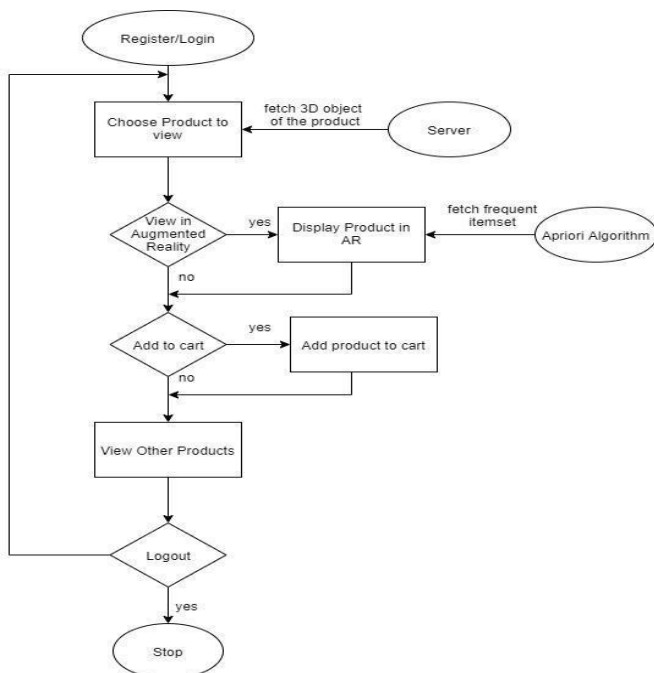 Register/Login
fetch 3D object
of the product
Choose Product to
view
Server
View in
Augmented
Reality
yes
Display Product in
AR
fetch frequent
itemset
Apriori Algorithm
no
Add to cart
yes
Add product to cart
no
View Other Products
Logout
yes
Stop